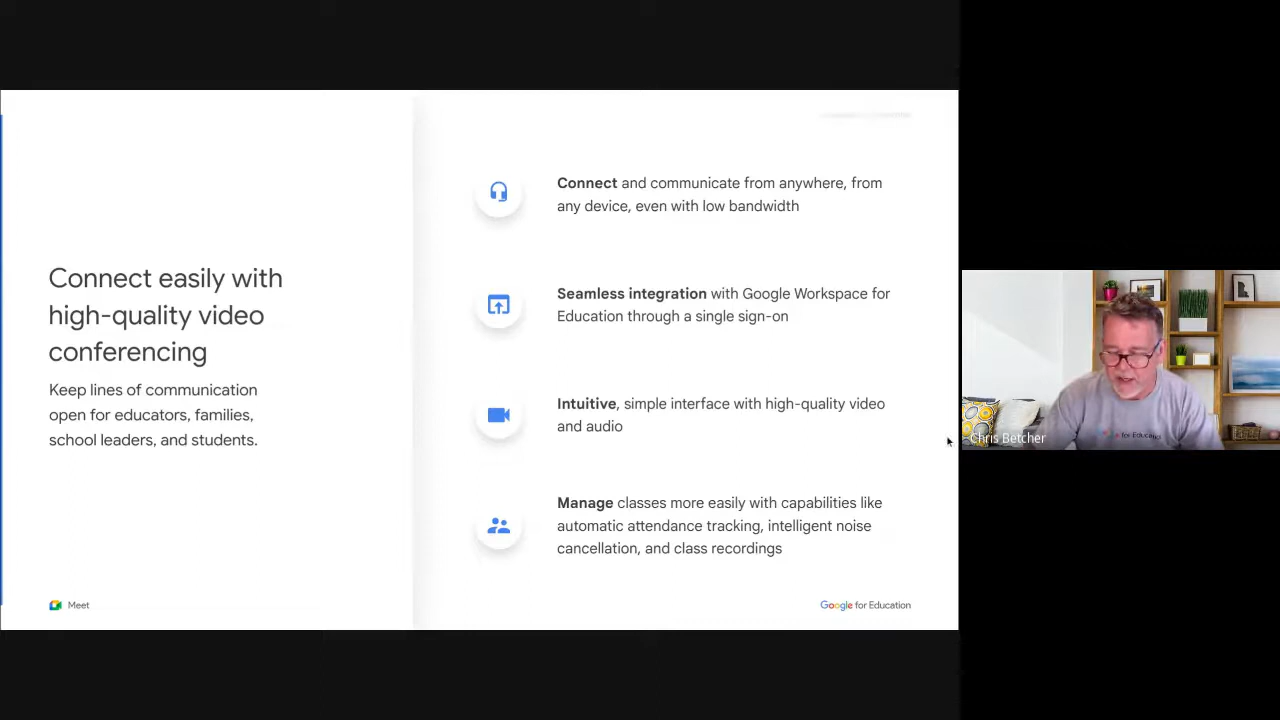 Connect easily with
high-quality video
conferencing
Keep lines of communication
open for educators, families,
school leaders, and students.
Connect and communicate from anywhere, from
any device, even with low bandwidth
Seamless integration with Google Workspace for
Education through a single sign-on
Intuitive, simple interface with high-quality video
and audio
Manage classes more easily with capabilities like
automatic attendance tracking, intelligent noise
cancellation, and class recordings
Meet
Google for Education
Chris Betcher
for Education